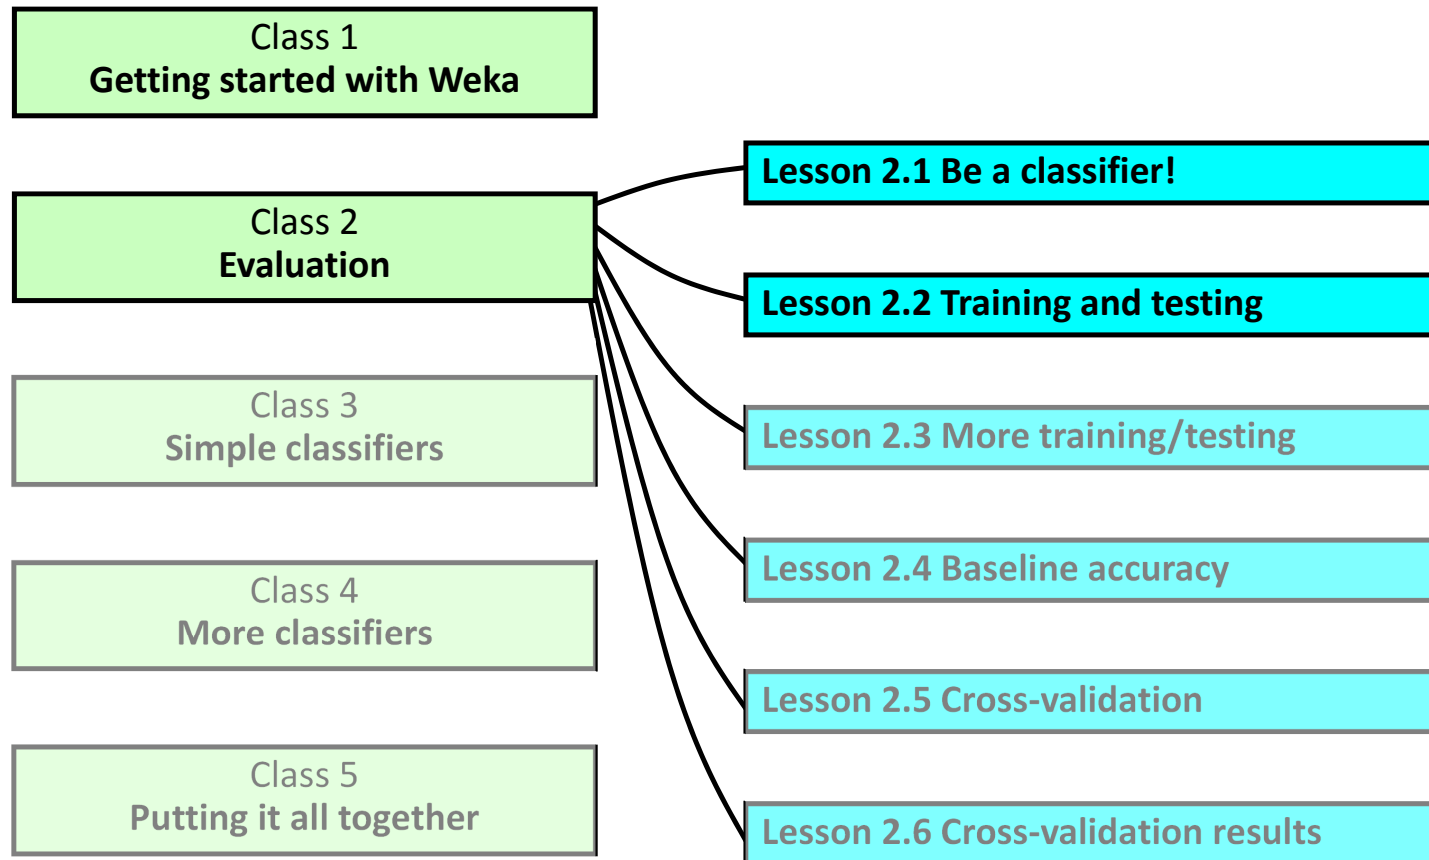 Class 1
Getting started with Weka
Class 2
Evaluation
Class 3
Simple classifiers
Class 4
More classifiers
Class 5
Putting it all together
Lesson 2.1 Be a classifier!
Lesson 2.2 Training and testing
Lesson 2.3 More training/testing
Lesson 2.4 Baseline accuracy
Lesson 2.5 Cross-validation
Lesson 2.6 Cross-validation results